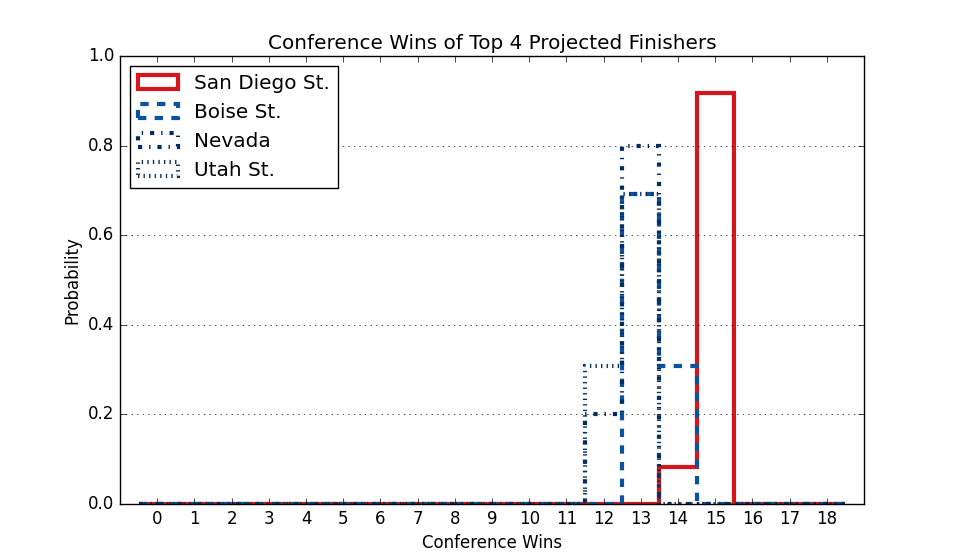 Conference Wins of Top 4 Projected Finishers
1.0
San Diego St.
Boise St.
Nevada
Utah St.
0.8
0.6
0.4
0.2
0.0
Probability
0 1 2 3 4 5 6 7 8 9 10 11 12 13 14 15 16 17 18
Conference Wins